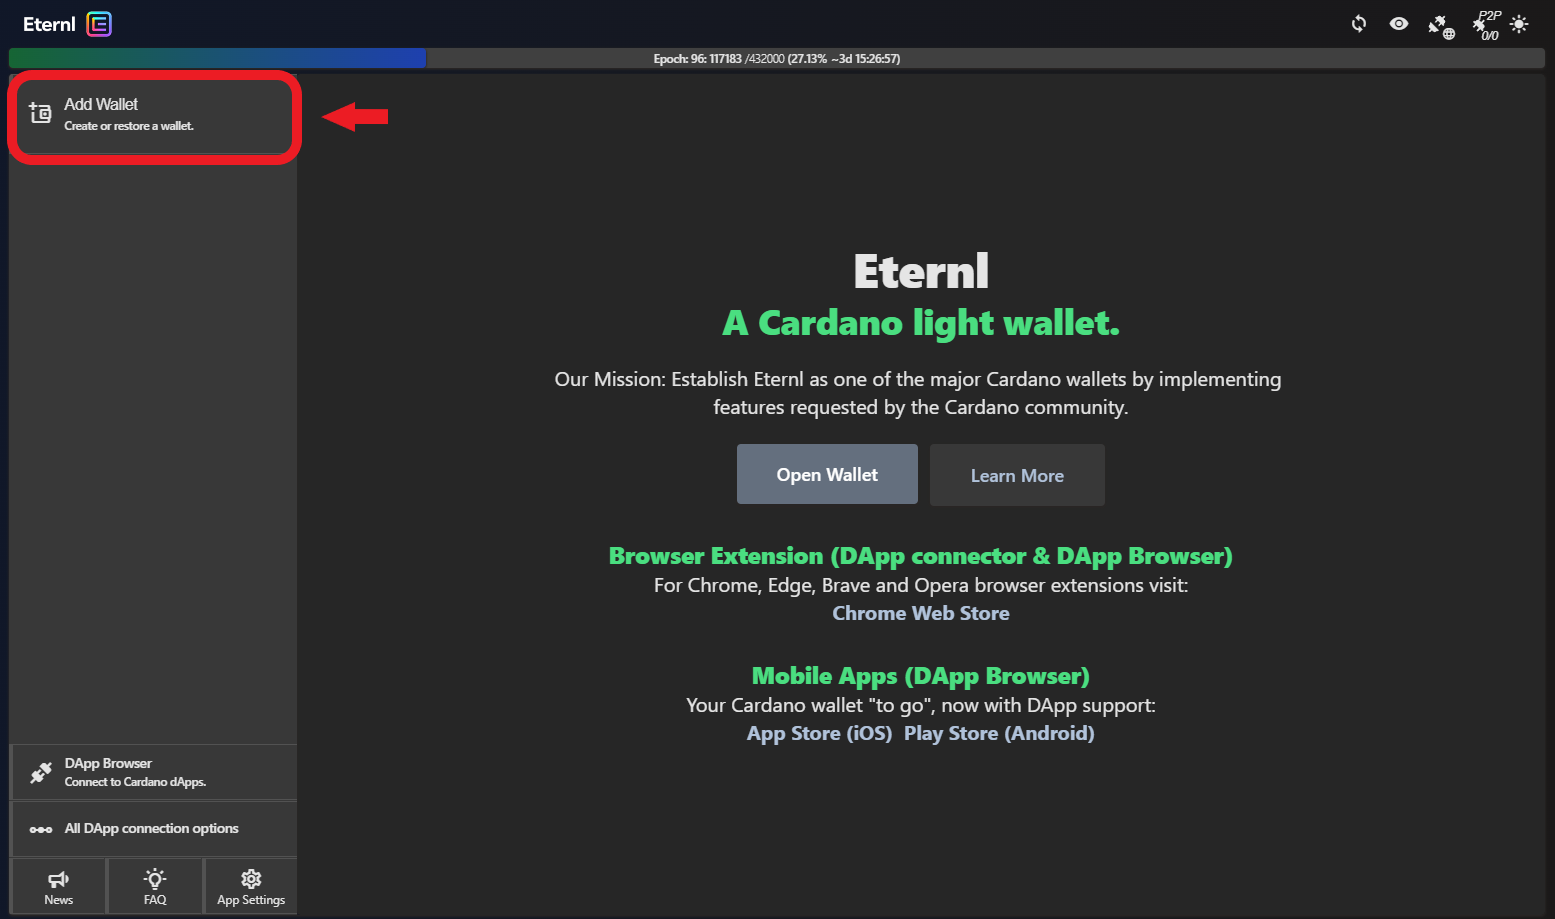 Eternl
P2P
0/0
Epoch: 96: 117183 /432000 (27.13% ~3d 15:26:57)
Add Wallet
Create or restore a wallet.
Eternl
A Cardano light wallet.
Our Mission: Establish Eternl as one of the major Cardano wallets by implementing
features requested by the Cardano community.
Open Wallet
Learn More
Browser Extension (DApp connector & DApp Browser)
For Chrome, Edge, Brave and Opera browser extensions visit:
Chrome Web Store
Mobile Apps (DApp Browser)
Your Cardano wallet "to go", now with DApp support:
App Store (iOS) Play Store (Android)
DApp Browser
Connect to Cardano dApps.
All DApp connection options
News
FAQ
App Settings